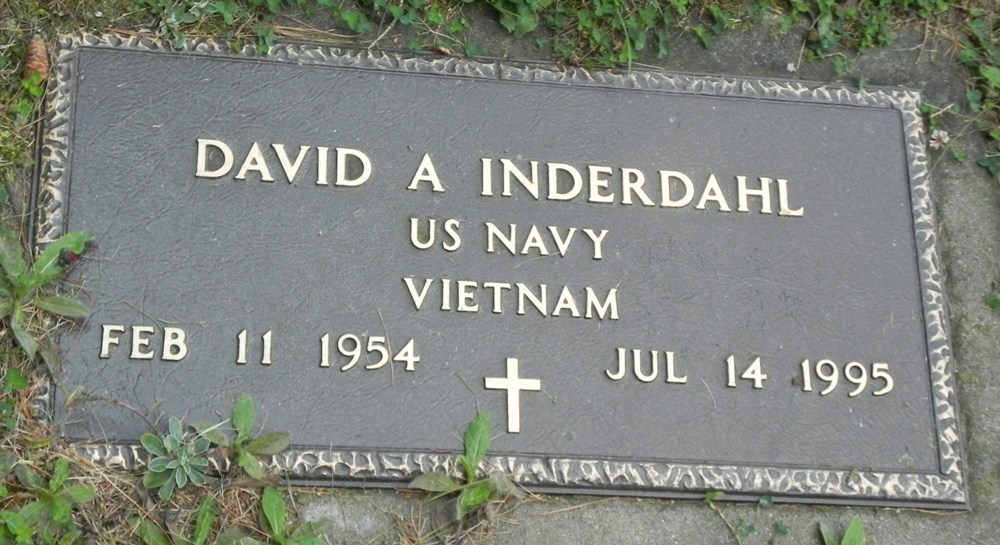 DAVID A INDERDAHL
US NAVY
VIETNAM
FEB 11 1954 JUL 14 1995